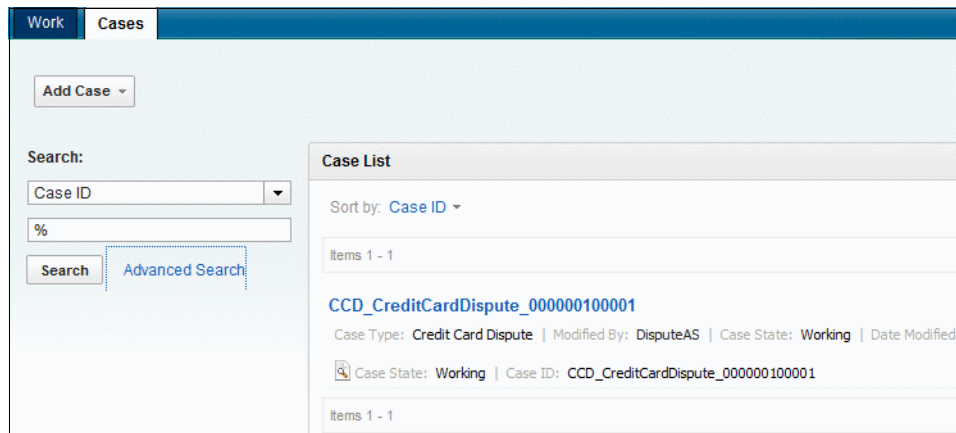 Work Cases
Add Case
Search:
Case ID
%
Search Advanced Search
Case List
Sort by: Case ID
Items 1 - 1
CCD_CreditCardDispute_000000100001
Case Type: Credit Card Dispute | Modified By: DisputeAS | Case State: Working | Date Modified
Case State: Working | Case ID: CCD_CreditCardDispute_000000100001
Items 1 - 1